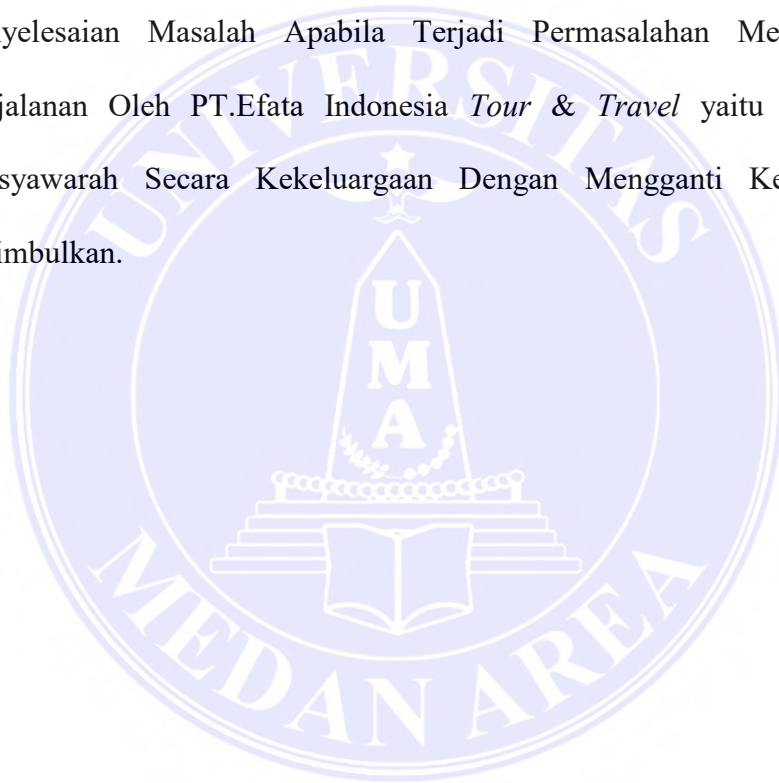 nyelesaian Masalah Apabila Terjadi Permasalahan Me
jalanan Oleh PT.Efata Indonesia Tour & Travel yaitu
syawarah Secara Kekeluargaan Dengan Mengganti Ke
imbulkan.
UNIVERSITAS
UMA
MEDAN AREA